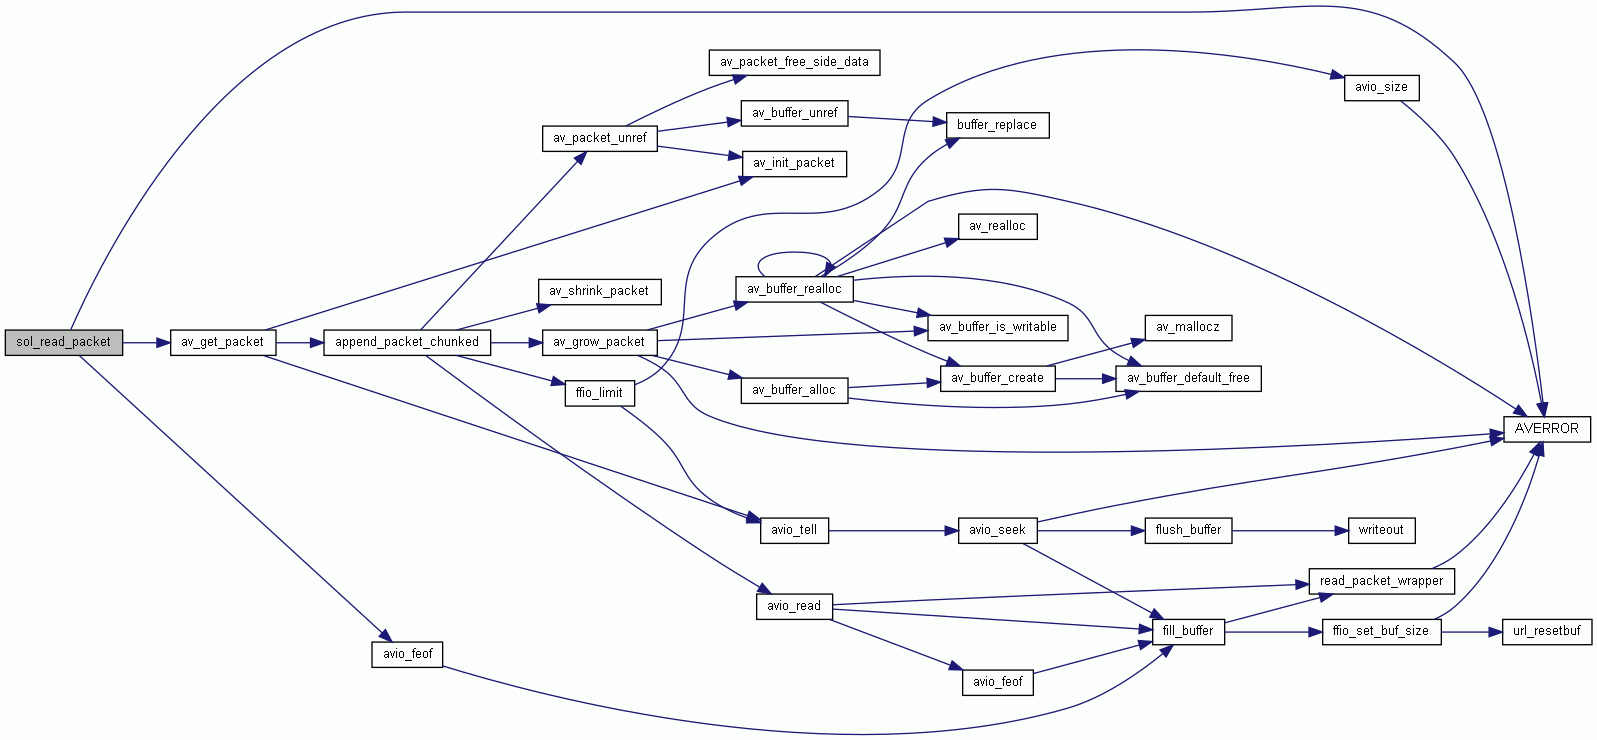 av_packet_free_side_data
avio_size
av_buffer_unref
buffer_replace
av_packet_unref
av_init_packet
av_realloc
av_shrink_packet
av_buffer_realloc
av_buffer_is_writable
av_mallocz
sol_read_packet
av_get_packet
append_packet_chunked
av_grow_packet
av_buffer_create
av_buffer_default_free
av_buffer_alloc
ffio_limit
AVERROR
avio_tell
avio_seek
flush_buffer
writeout
read_packet_wrapper
avio_read
fill_buffer
ffio_set_buf_size
url_resetbuf
avio_feof
avio_feof